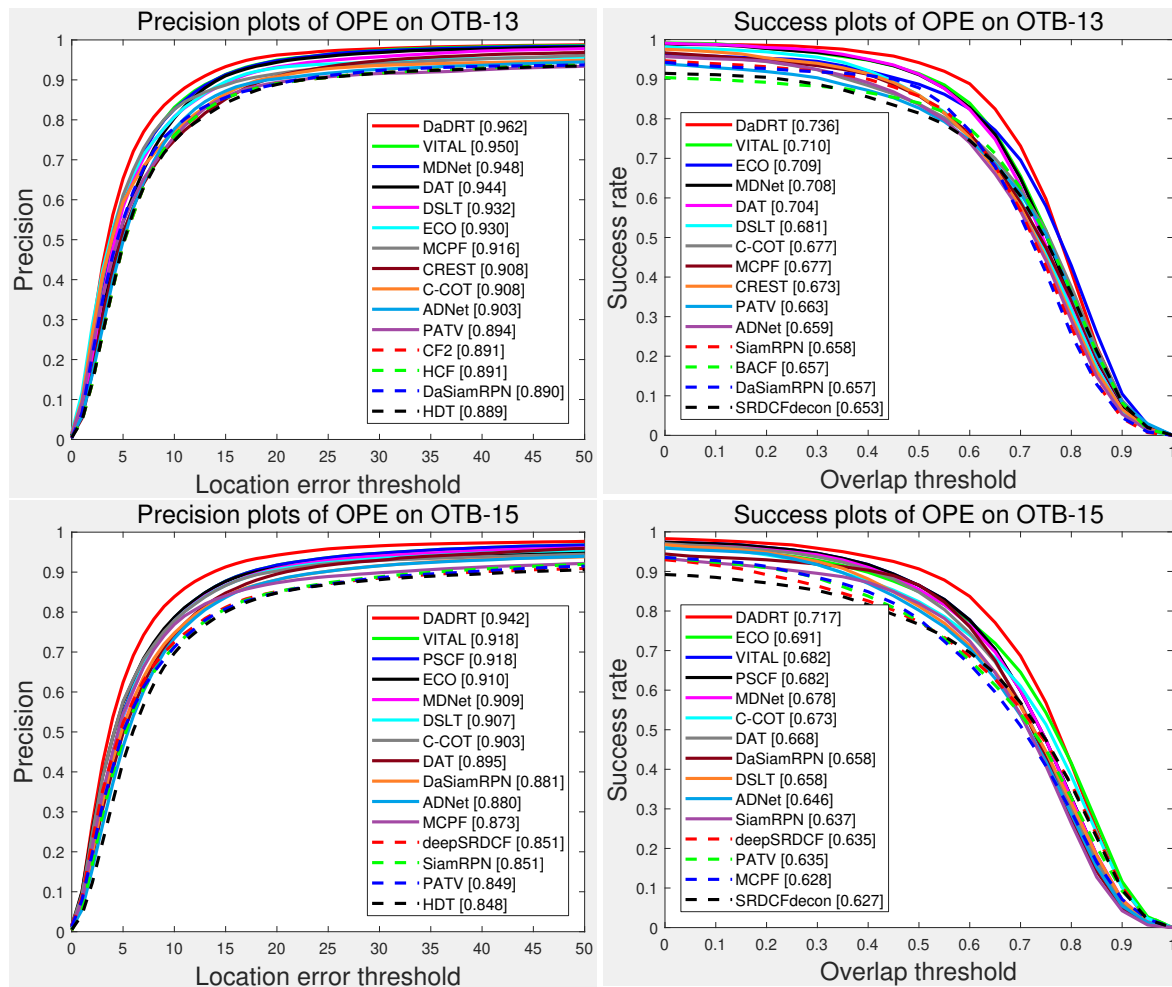 Precision plots of OPE on OTB-13
1
0.9
0.8
0.7
0.6
0.5
0.4
0.3
0.2
0.1
0
Precision
DaDRT [0.962]
VITAL [0.950]
MDNet [0.948]
DAT [0.944]
DSLT [0.932]
ECO [0.930]
MCPF [0.916]
CREST [0.908]
C-COT [0.908]
ADNet [0.903]
PATV [0.894]
CF2 [0.891]
HCF [0.891]
DaSiamRPN [0.890]
HDT [0.889]
0 5 10 15 20 25 30 35 40 45 50
Location error threshold
Success plots of OPE on OTB-13
1
0.9
0.8
0.7
0.6
0.5
0.4
0.3
0.2
0.1
0
Success rate
DaDRT [0.736]
VITAL [0.710]
ECO [0.709]
MDNet [0.708]
DAT [0.704]
DSLT [0.681]
C-COT [0.677]
MCPF [0.677]
CREST [0.673]
PATV [0.663]
ADNet [0.659]
SiamRPN [0.658]
BACF [0.657]
DaSiamRPN [0.657]
SRDCFdecon [0.653]
0 0.1 0.2 0.3 0.4 0.5 0.6 0.7 0.8 0.9 1
Overlap threshold
Precision plots of OPE on OTB-15
1
0.9
0.8
0.7
0.6
0.5
0.4
0.3
0.2
0.1
0
Precision
DADRT [0.942]
VITAL [0.918]
PSCF [0.918]
ECO [0.910]
MDNet [0.909]
DSLT [0.907]
C-COT [0.903]
DAT [0.895]
DaSiamRPN [0.881]
ADNet [0.880]
MCPF [0.873]
deepSRDCF [0.851]
SiamRPN [0.851]
PATV [0.849]
HDT [0.848]
0 5 10 15 20 25 30 35 40 45 50
Location error threshold
Success plots of OPE on OTB-15
1
0.9
0.8
0.7
0.6
0.5
0.4
0.3
0.2
0.1
0
Success rate
DADRT [0.717]
ECO [0.691]
VITAL [0.682]
PSCF [0.682]
MDNet [0.678]
C-COT [0.673]
DAT [0.668]
DaSiamRPN [0.658]
DSLT [0.658]
ADNet [0.646]
SiamRPN [0.637]
deepSRDCF [0.635]
PATV [0.635]
MCPF [0.628]
SRDCFdecon [0.627]
0 0.1 0.2 0.3 0.4 0.5 0.6 0.7 0.8 0.9 1
Overlap threshold